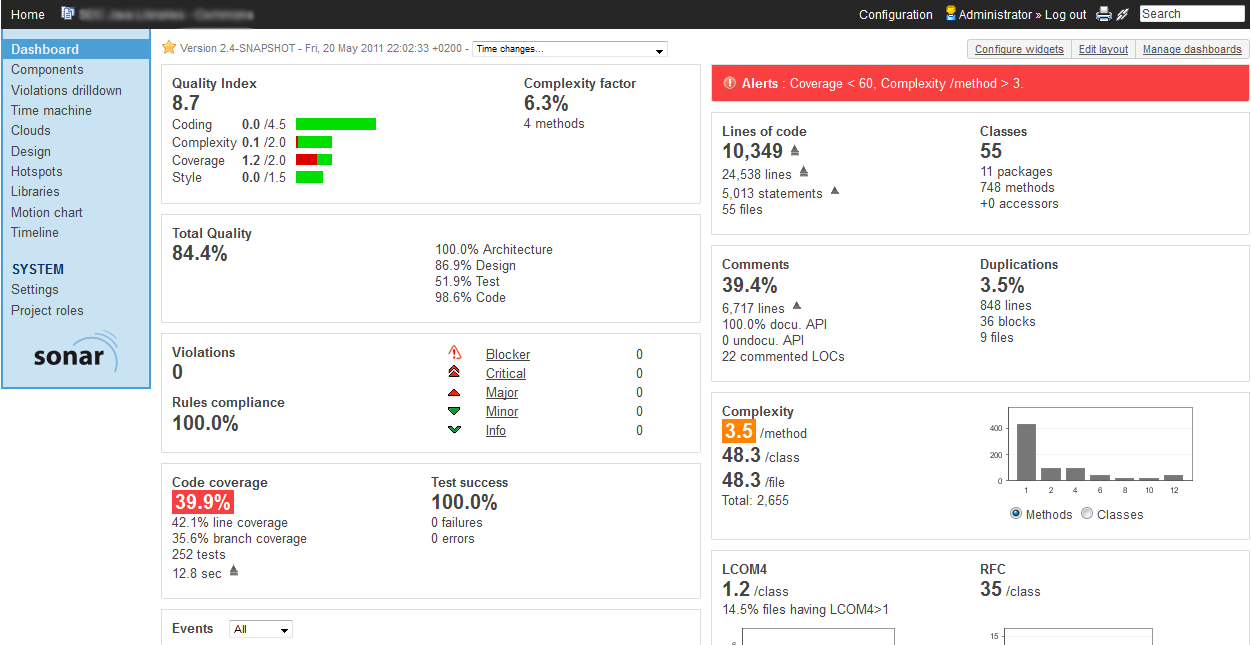 Home
Configuration Administrator » Log out Search
Dashboard
Components
Violations drilldown
Time machine
Clouds
Design
Hotspots
Libraries
Motion chart
Timeline
SYSTEM
Settings
Project roles
sonar
Version 2.4-SNAPSHOT - Fri, 20 May 2011 22:02:33 +0200 - Time changes...
Configure widgets Edit layout Manage dashboards
Quality Index
8.7
Coding 0.0 /4.5
Complexity 0.1 /2.0
Coverage 1.2 /2.0
Style 0.0 /1.5
Complexity factor
6.3%
4 methods
Total Quality
84.4%
100.0% Architecture
86.9% Design
51.9% Test
98.6% Code
Violations
0
Rules compliance
100.0%
Blocker 0
Critical 0
Major 0
Minor 0
Info 0
Code coverage
39.9%
42.1% line coverage
35.6% branch coverage
252 tests
12.8 sec
Test success
100.0%
0 failures
0 errors
Events All
Alerts : Coverage < 60, Complexity /method > 3.
Lines of code
10,349
24,538 lines
5,013 statements
55 files
Classes
55
11 packages
748 methods
+0 accessors
Comments
39.4%
6,717 lines
100.0% docu. API
0 undocu. API
22 commented LOCs
Duplications
3.5%
848 lines
36 blocks
9 files
Complexity
3.5 /method
48.3 /class
48.3 /file
Total: 2,655
400
200
0
1 2 4 6 8 10 12
Methods Classes
LCOM4
1.2 /class
14.5% files having LCOM4>1
RFC
35 /class
15